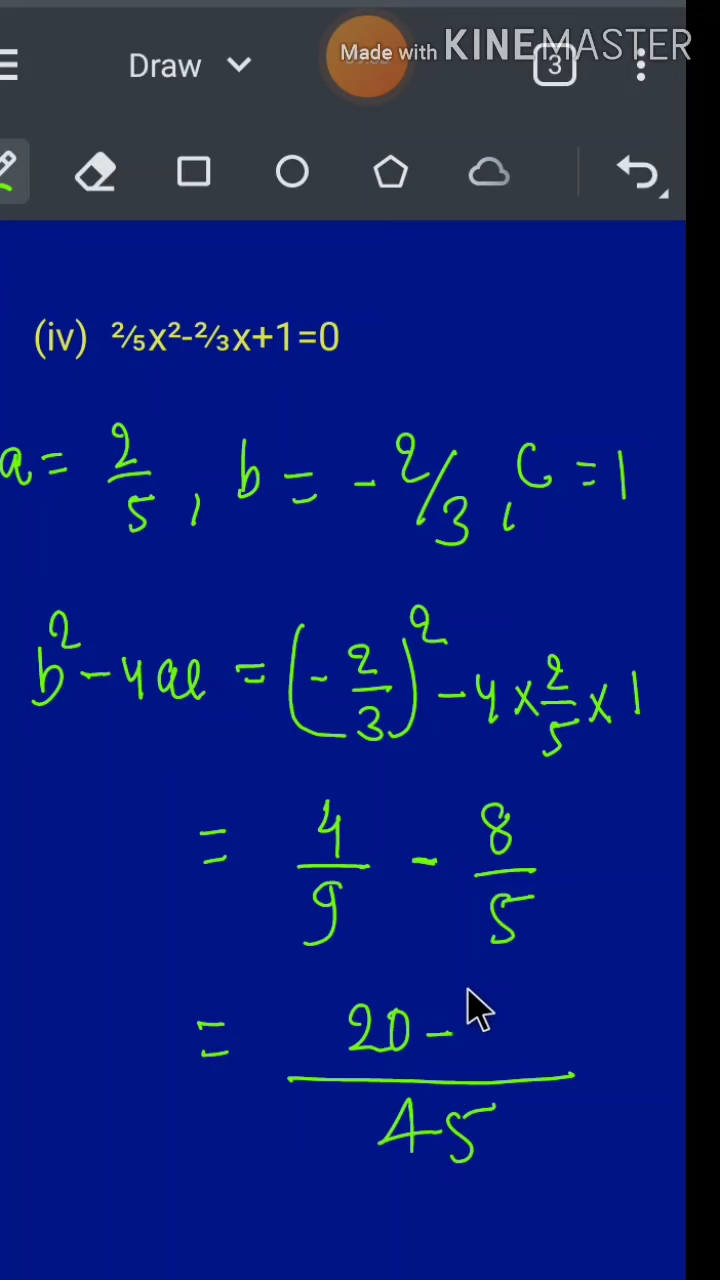 Draw
Made with KINEMASTER
3
(iv) ²⁄₅x²-²⁄₃x+1=0
a = 2/5 , b = - 2/3 , C = 1
b² - 4ac = (- 2/3)² - 4 x 2/5 x 1
= 4/9 - 8/5
= 20 - / 45